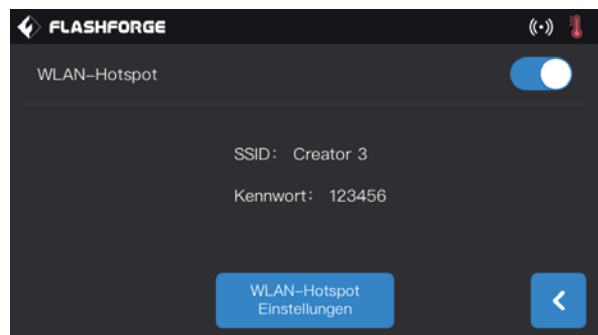 FLASHFORGE
WLAN-Hotspot
SSID: Creator 3
Kennwort: 123456
WLAN-Hotspot
Einstellungen